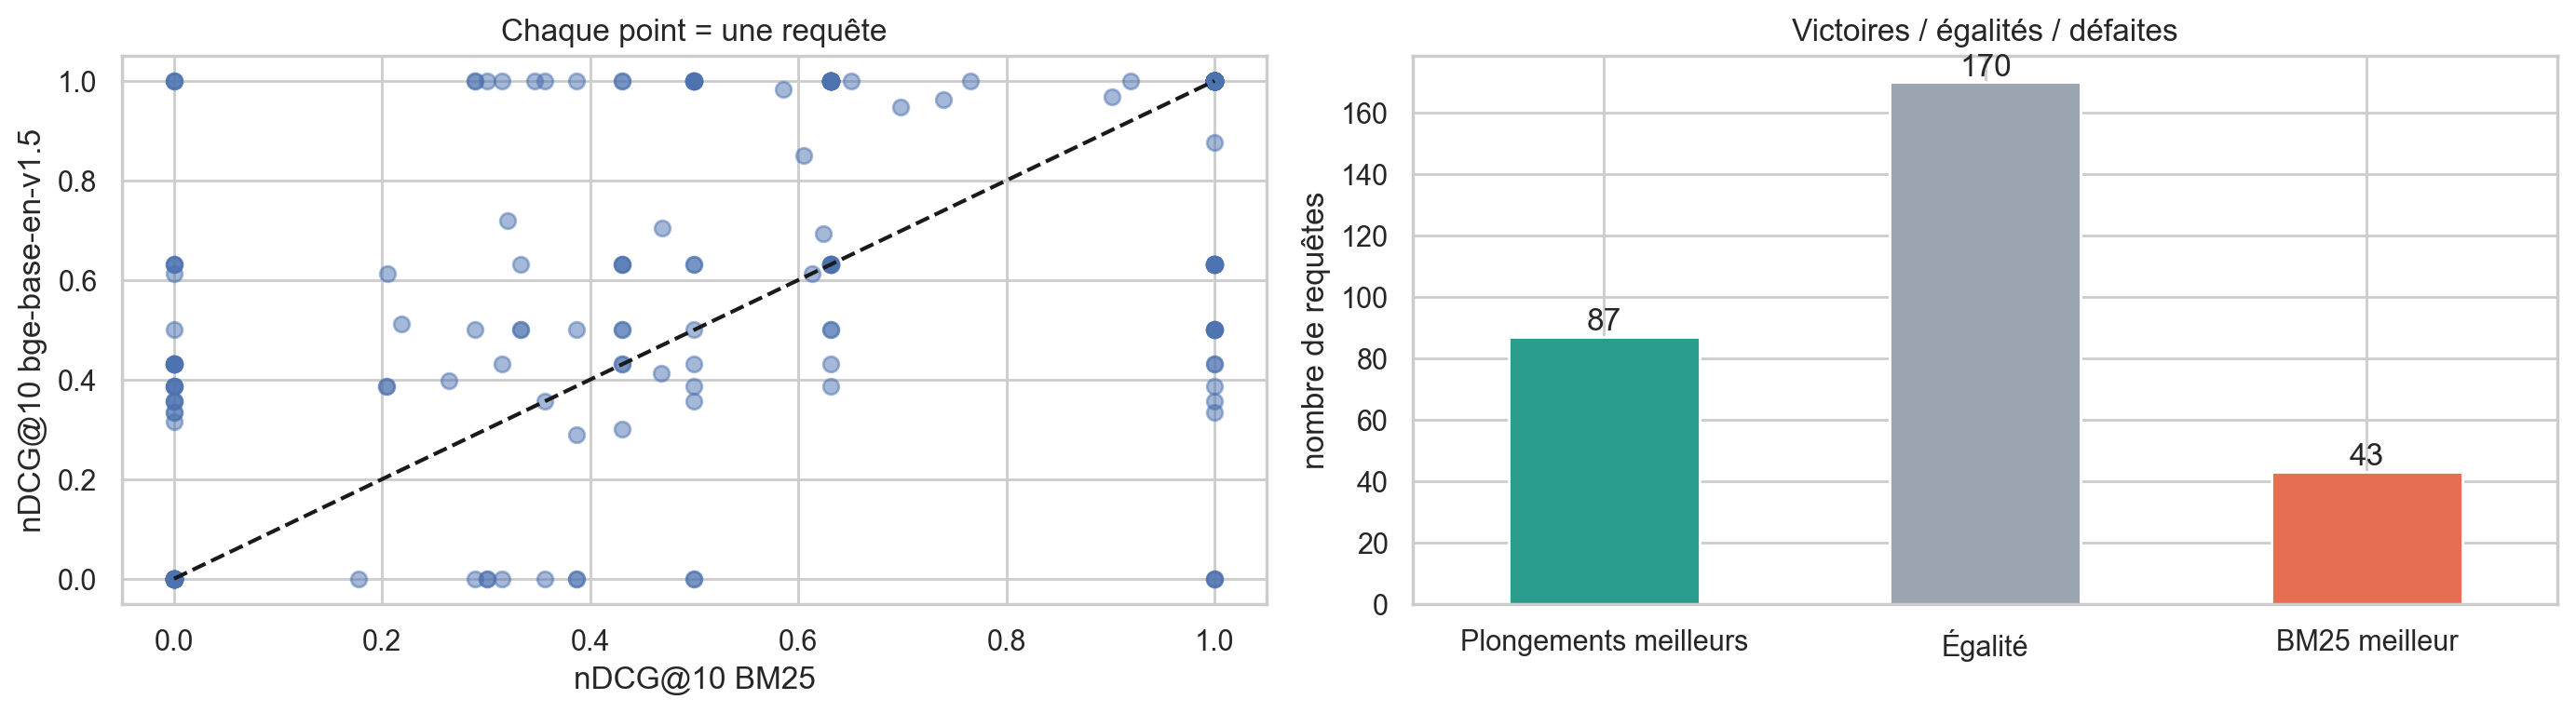 Chaque point = une requête
nDCG@10 bge-base-en-v1.5
1.0
0.8
0.6
0.4
0.2
0.0
0.0 0.2 0.4 0.6 0.8 1.0
nDCG@10 BM25
Victoires / égalités / défaites
nombre de requêtes
160
140
120
100
80
60
40
20
0
87
170
43
Plongements meilleurs Égalité BM25 meilleur